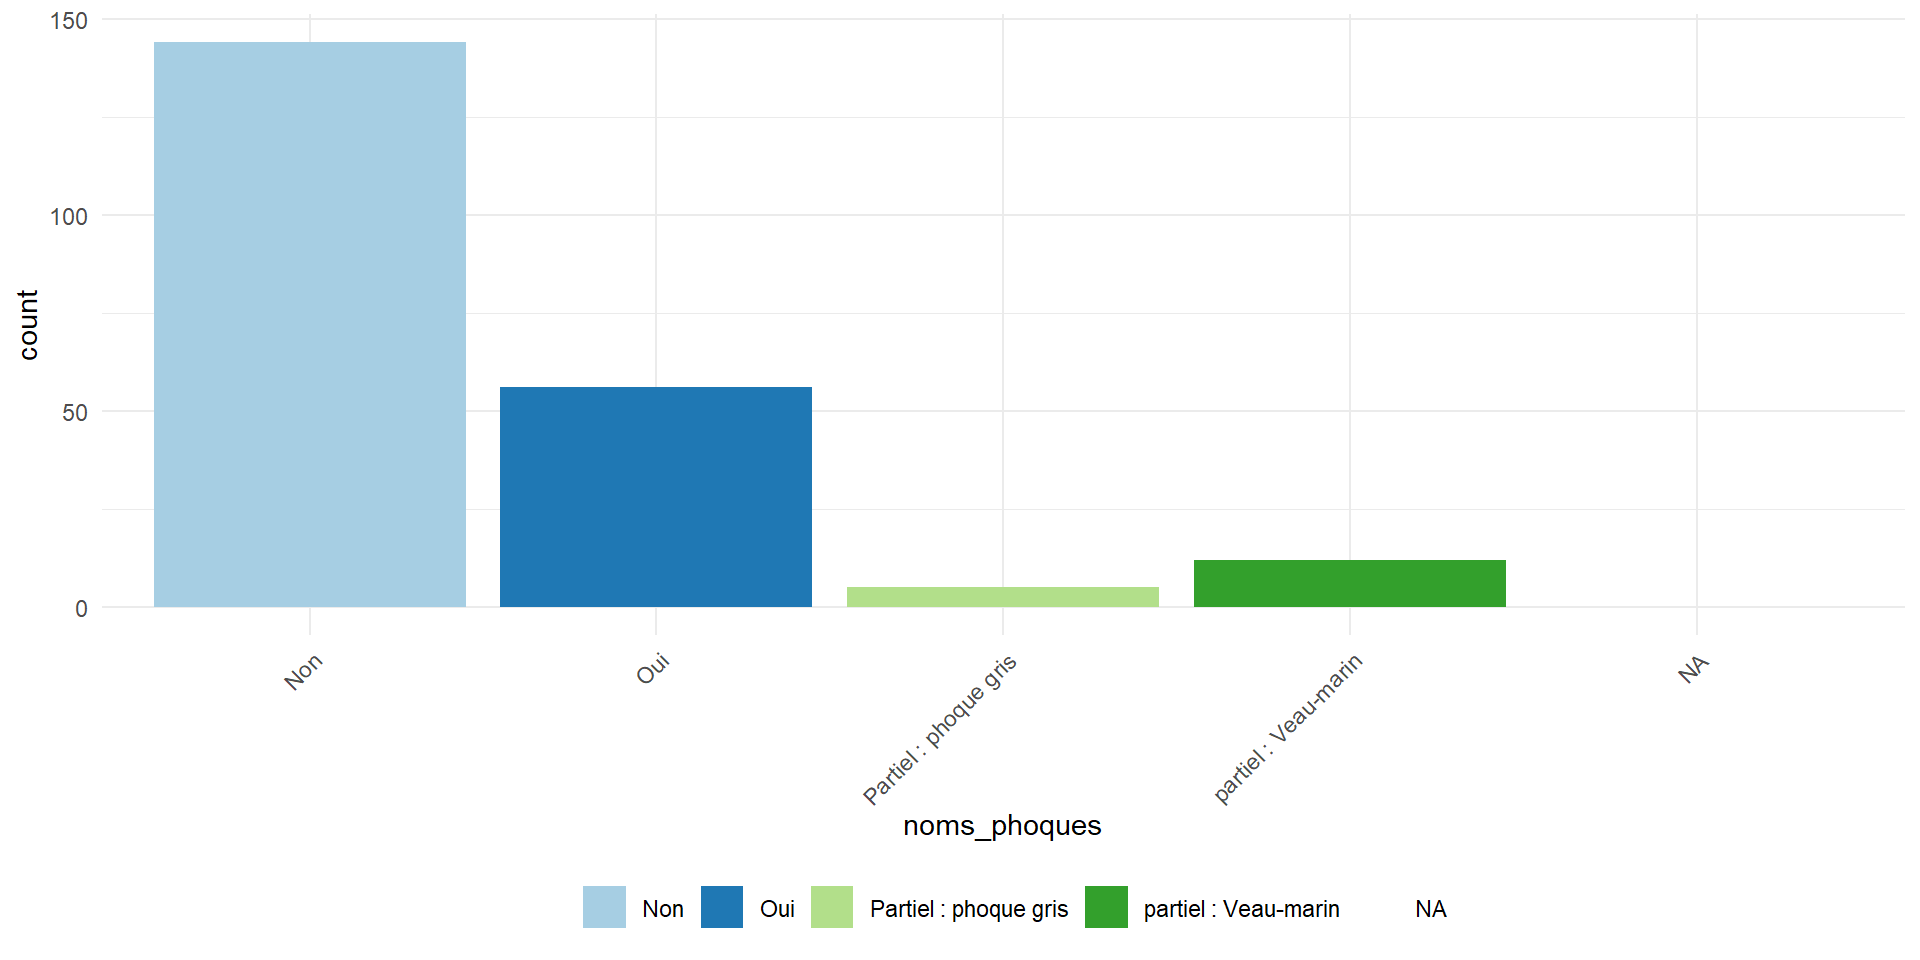 150
100
50
0
count
Non
Oui
Partiel : phoque gris
partiel : Veau-marin
NA
noms_phoques
Non Oui Partiel : phoque gris partiel : Veau-marin NA